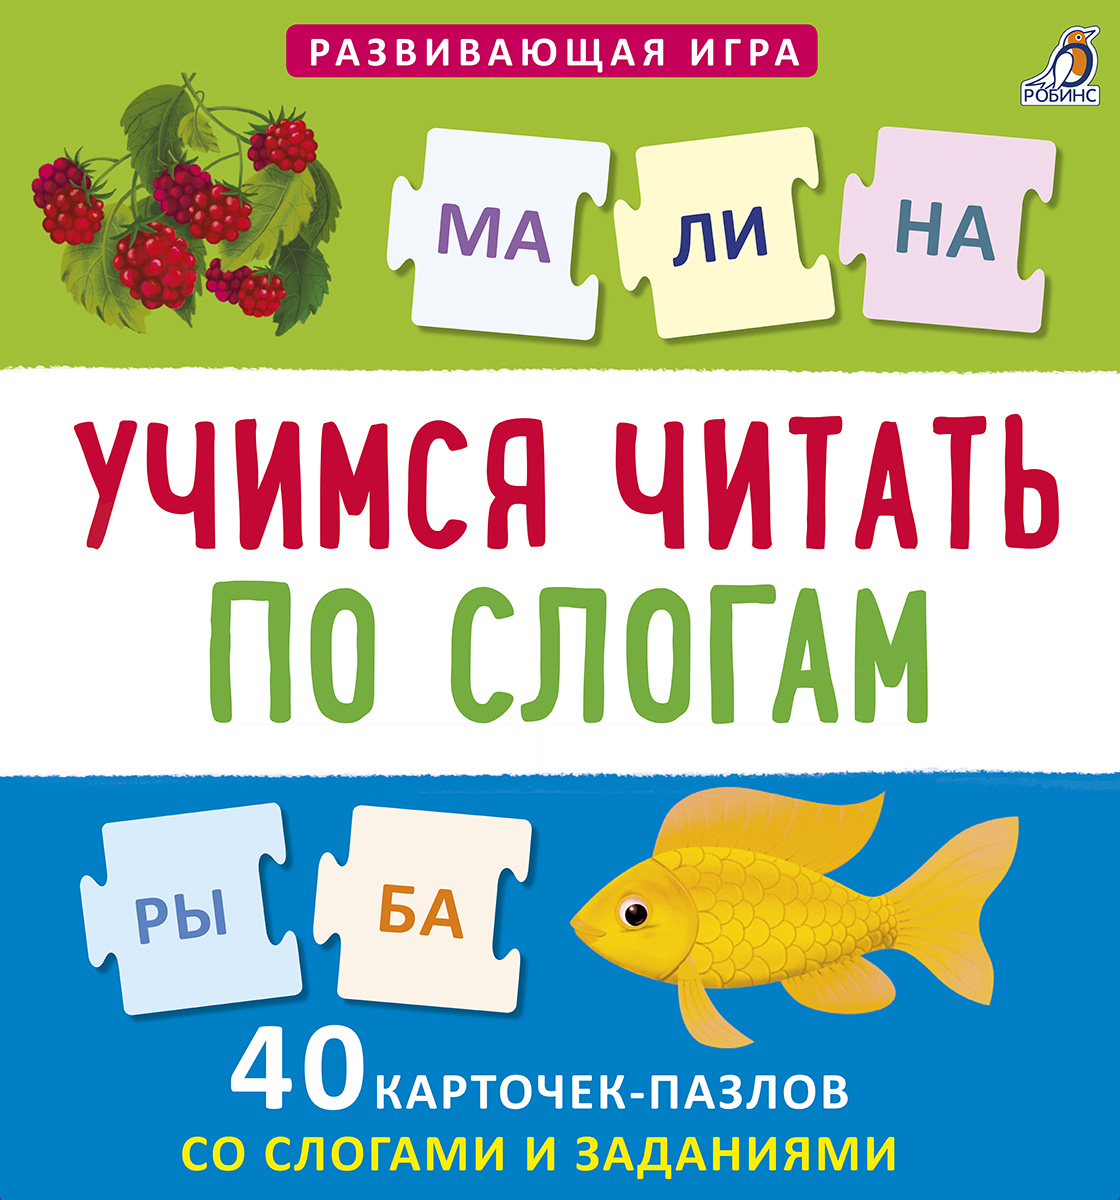 РАЗВИВАЮЩАЯ ИГРА
РОБИНС
МА ЛИ НА
УЧИМСЯ ЧИТАТЬ
ПО СЛОГАМ
РЫ БА
40 КАРТОЧЕК-ПАЗЛОВ
СО СЛОГАМИ И ЗАДАНИЯМИ